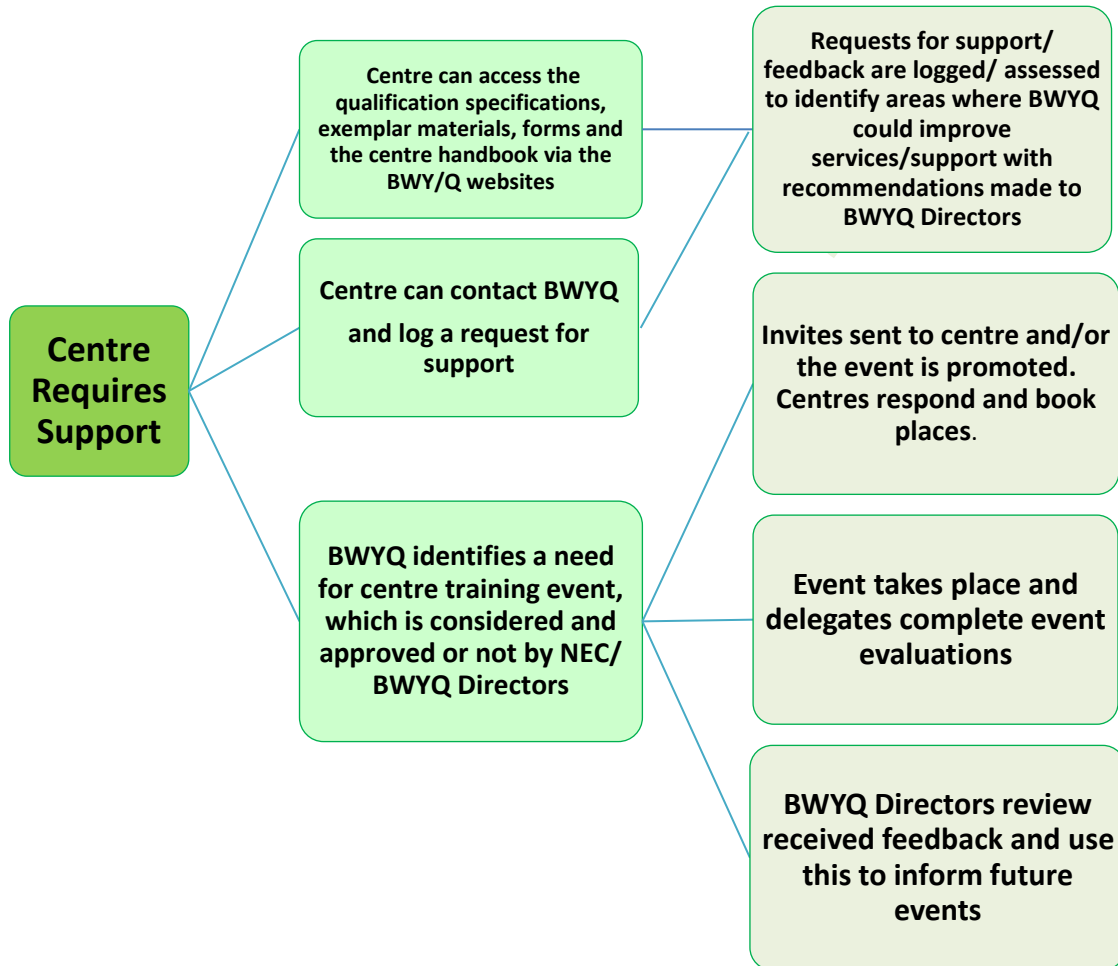 Centre
Requires
Support
Centre can access the
qualification specifications,
exemplar materials, forms and
the centre handbook via the
BWY/Q websites
Centre can contact BWYQ
and log a request for
support
BWYQ identifies a need
for centre training event,
which is considered and
approved or not by NEC/
BWYQ Directors
Requests for support/
feedback are logged/ assessed
to identify areas where BWYQ
could improve
services/support with
recommendations made to
BWYQ Directors
Invites sent to centre and/or
the event is promoted.
Centres respond and book
places.
Event takes place and
delegates complete event
evaluations
BWYQ Directors review
received feedback and use
this to inform future
events